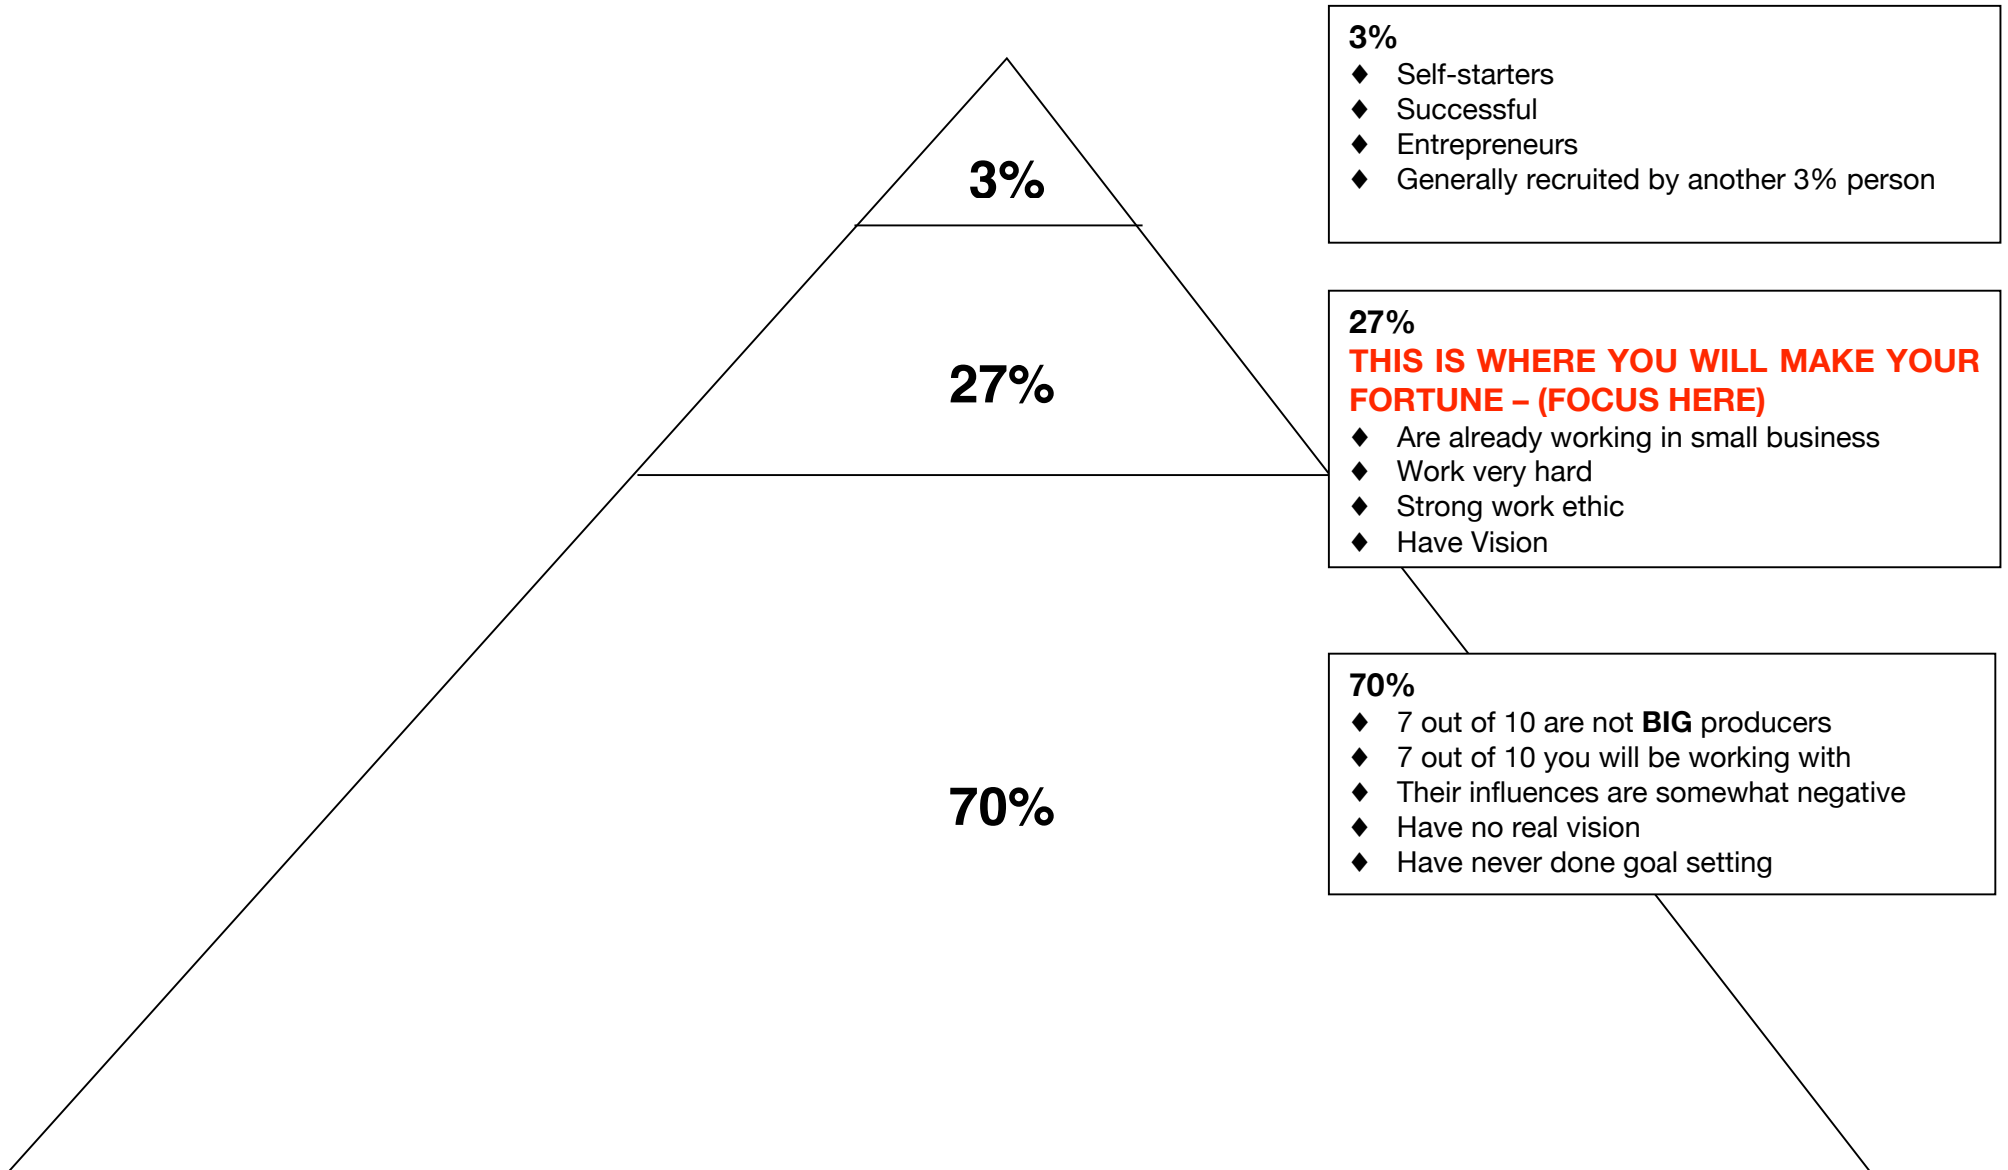 3%
♦ Self-starters
♦ Successful
♦ Entrepreneurs
♦ Generally recruited by another 3% person
3%
27%
THIS IS WHERE YOU WILL MAKE YOUR
FORTUNE – (FOCUS HERE)
♦ Are already working in small business
♦ Work very hard
♦ Strong work ethic
♦ Have Vision
27%
70%
♦ 7 out of 10 are not BIG producers
♦ 7 out of 10 you will be working with
♦ Their influences are somewhat negative
♦ Have no real vision
♦ Have never done goal setting
70%